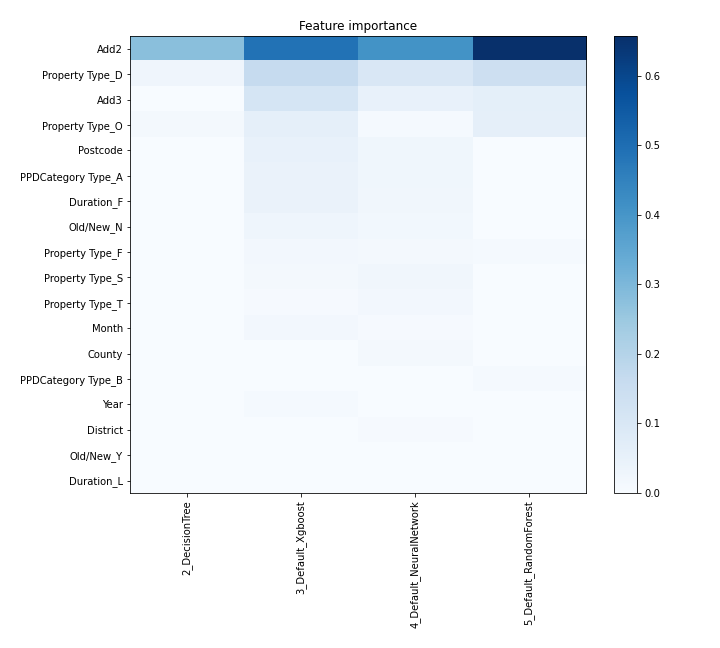 Feature importance
Add2
Property Type_D
Add3
Property Type_O
Postcode
PPDCategory Type_A
Duration_F
Old/New_N
Property Type_F
Property Type_S
Property Type_T
Month
County
PPDCategory Type_B
Year
District
Old/New_Y
Duration_L
2_DecisionTree
3_Default_Xgboost
4_Default_NeuralNetwork
5_Default_RandomForest
0.6
0.5
0.4
0.3
0.2
0.1
0.0